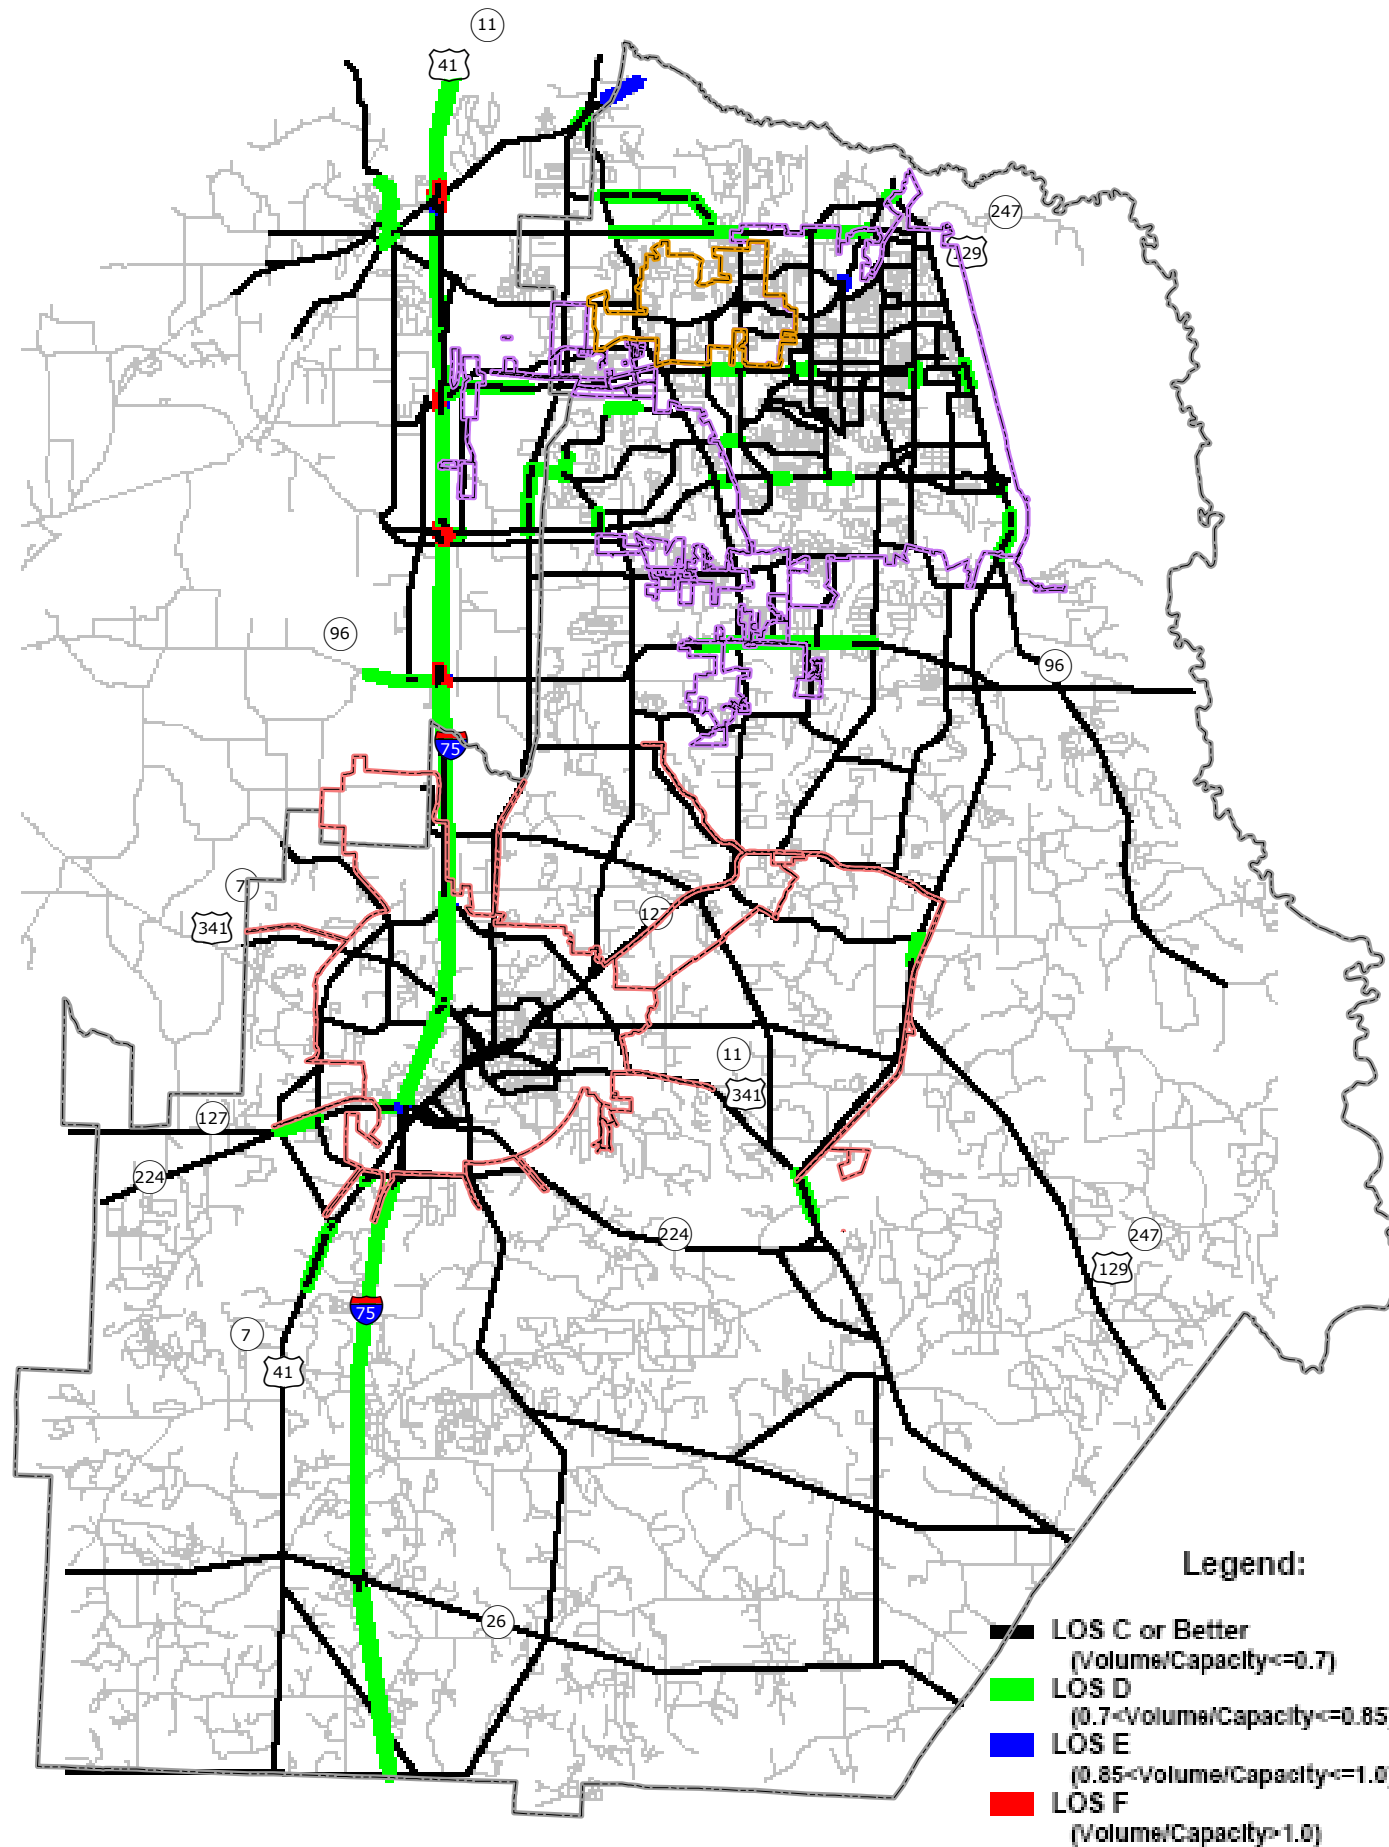 11
41
247
129
96
96
75
7
341
127
11
341
127
224
224
247
129
75
7
41
26
Legend:
LOS C or Better
(Volume/Capacity<=0.7)
LOS D
(0.7<Volume/Capacity<=0.85
LOS E
(0.85<Volume/Capacity<=1.0)
LOS F
(Volume/Capacity>1.0)